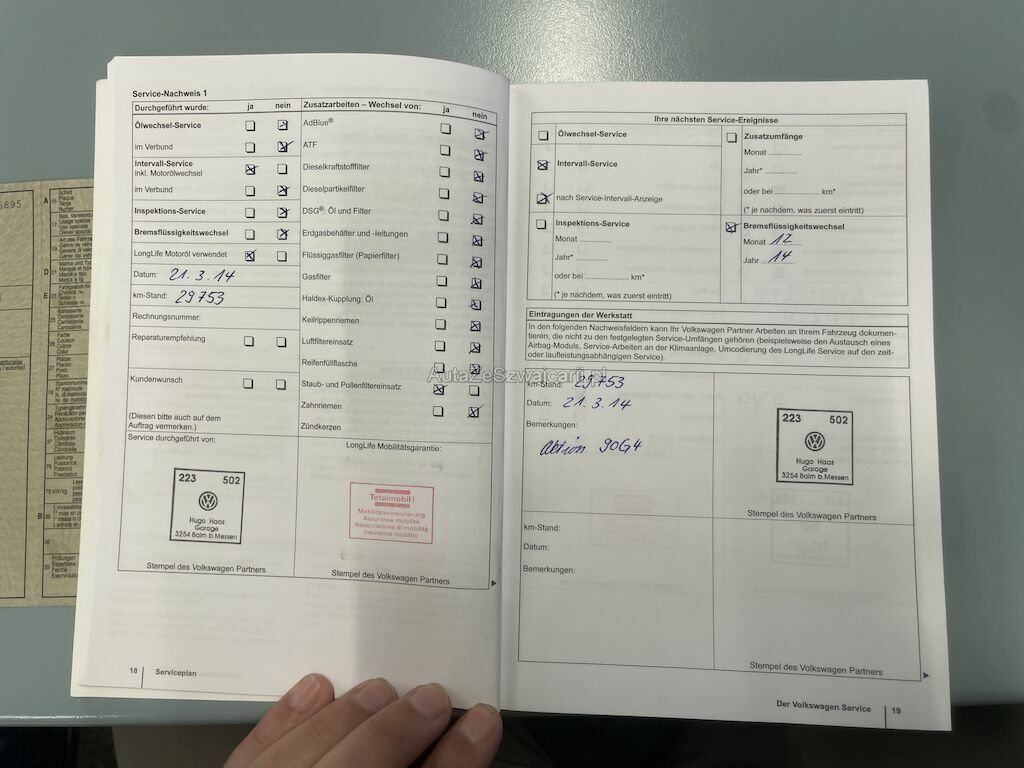 Service-Nachweis 1
Durchgeführt wurde: ja nein
Ölwechsel-Service
im Verbund
Intervall-Service
inkl. Motorölwechsel
im Verbund
Inspektions-Service
Bremsflüssigkeitswechsel
LongLife Motoröl verwendet
Datum: 21.3.14
km-Stand: 29753
Rechnungsnummer:
Reparaturempfehlung
Kundenwunsch
(Diesen bitte auch auf dem
Auftrag vermerken.)
Service durchgeführt von:
223 502
Hugo Haas
Garage
3254 Balm b.Messen
Stempel des Volkswagen Partners
Zusatzarbeiten – Wechsel von: ja nein
AdBlue®
ATF
Dieselkraftstofffilter
Dieselpartikelfilter
DSG®: Öl und Filter
Erdgasbehälter und -leitungen
Flüssiggasfilter (Papierfilter)
Gasfilter
Haldex-Kupplung: Öl
Keilrippenriemen
Luftfiltereinsatz
Reifenfüllflasche
Staub- und Pollenfiltereinsatz
Zahnriemen
Zündkerzen
LongLife Mobilitätsgarantie:
Totalmobil!
Mobilitätsversicherung
Assurance mobilité
Assicurazione di mobilità
Insurance mobility
Stempel des Volkswagen Partners
18 Serviceplan
Ihre nächsten Service-Ereignisse
Ölwechsel-Service
Intervall-Service
nach Service-Intervall-Anzeige
Inspektions-Service
Monat ..............
Jahr* ..............
oder bei ...................... km*
(* je nachdem, was zuerst eintritt)
Zusatzumfänge
Monat ..............
Jahr* ..............
oder bei ...................... km*
(* je nachdem, was zuerst eintritt)
Bremsflüssigkeitswechsel
Monat 12
Jahr 14
Eintragungen der Werkstatt
In den folgenden Nachweisfeldern kann Ihr Volkswagen Partner Arbeiten an Ihrem Fahrzeug dokumen-
tieren, die nicht zu den festgelegten Service-Umfängen gehören (beispielsweise den Austausch eines
Airbag-Moduls, Service-Arbeiten an der Klimaanlage, Umcodierung des LongLife Service auf den zeit-
oder laufleistungsabhängigen Service).
AutaZeSzwajcarii.pl
km-Stand: 29753
Datum: 21.3.14
Bemerkungen:
Aktion 90G4
223 502
Hugo Haas
Garage
3254 Balm b.Messen
Stempel des Volkswagen Partners
km-Stand:
Datum:
Bemerkungen:
Stempel des Volkswagen Partners
Der Volkswagen Service 19